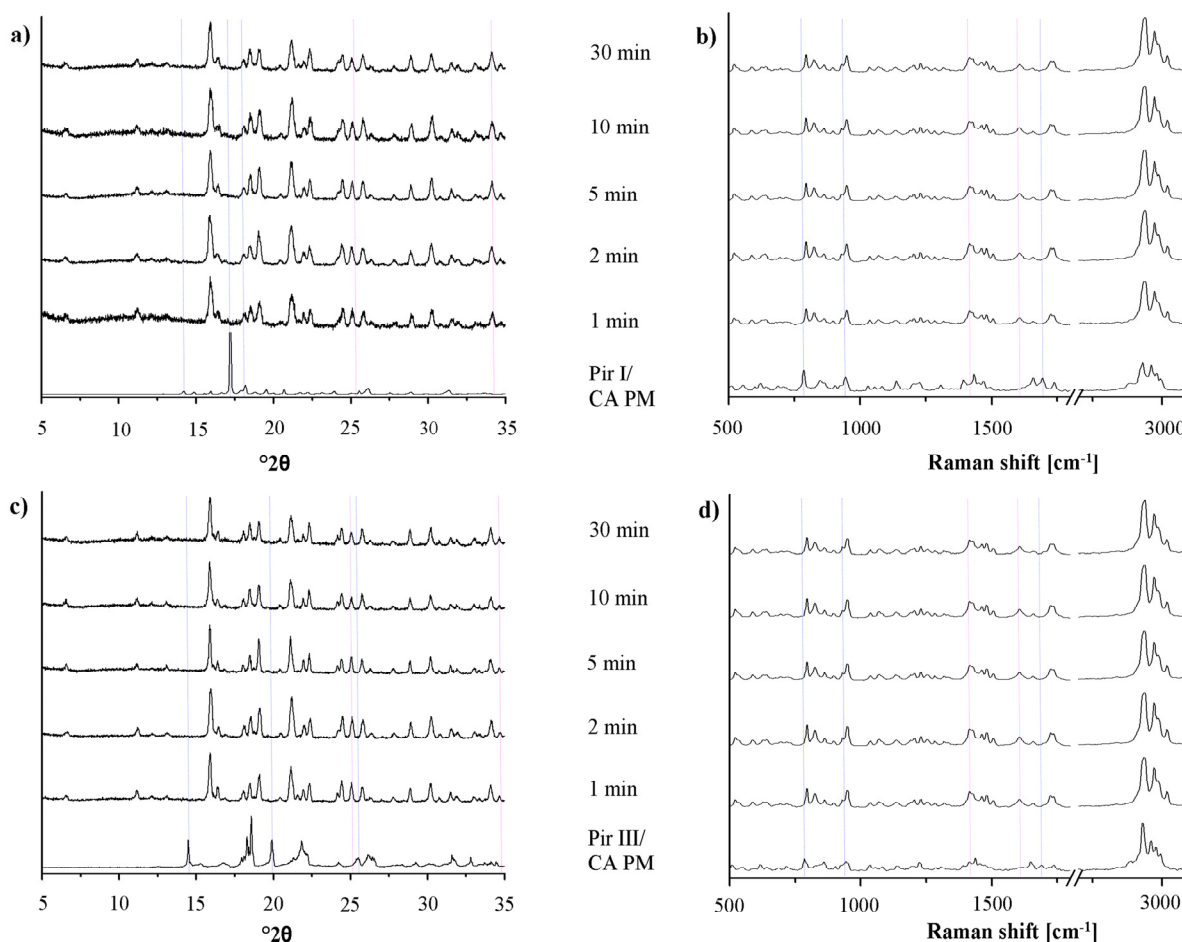 a)
30 min
10 min
5 min
2 min
1 min
Pir I/
CA PM
5 10 15 20 25 30 35
°2θ
b)
500 1000 1500 3000
Raman shift [cm-1]
c)
30 min
10 min
5 min
2 min
1 min
Pir III/
CA PM
5 10 15 20 25 30 35
°2θ
d)
500 1000 1500 3000
Raman shift [cm-1]